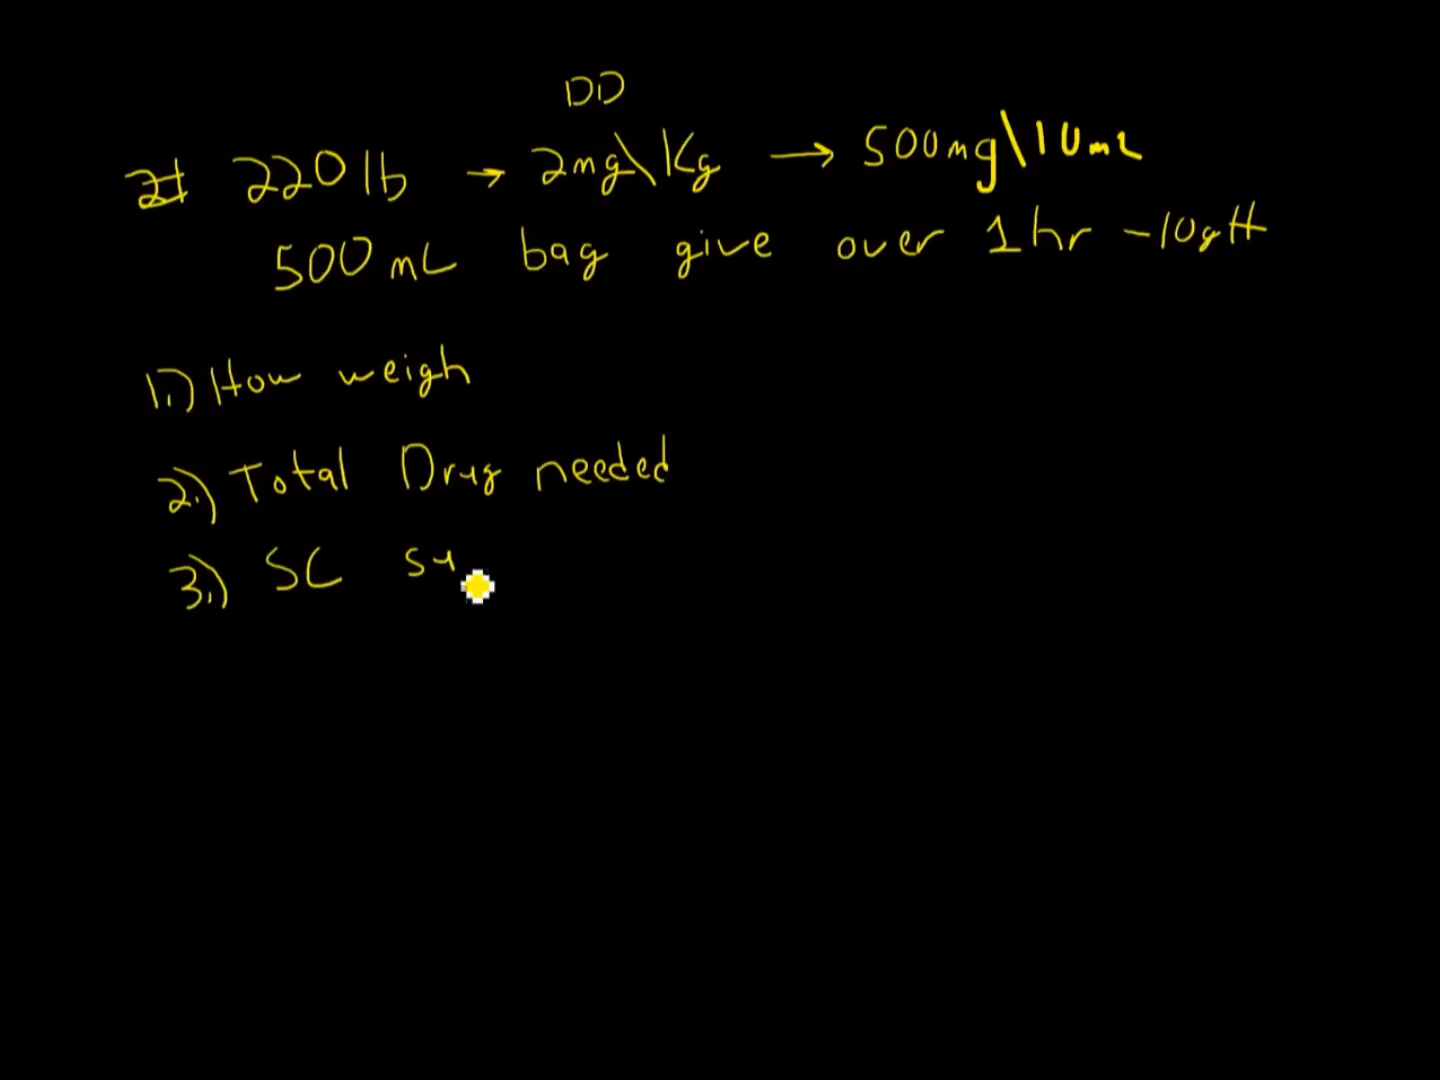 DD
220 lb → 2mg\Kg → 500mg\10mL
500 mL bag give over 1 hr - 10gtt
1.) How weigh
2.) Total Drug needed
3.) SC sy